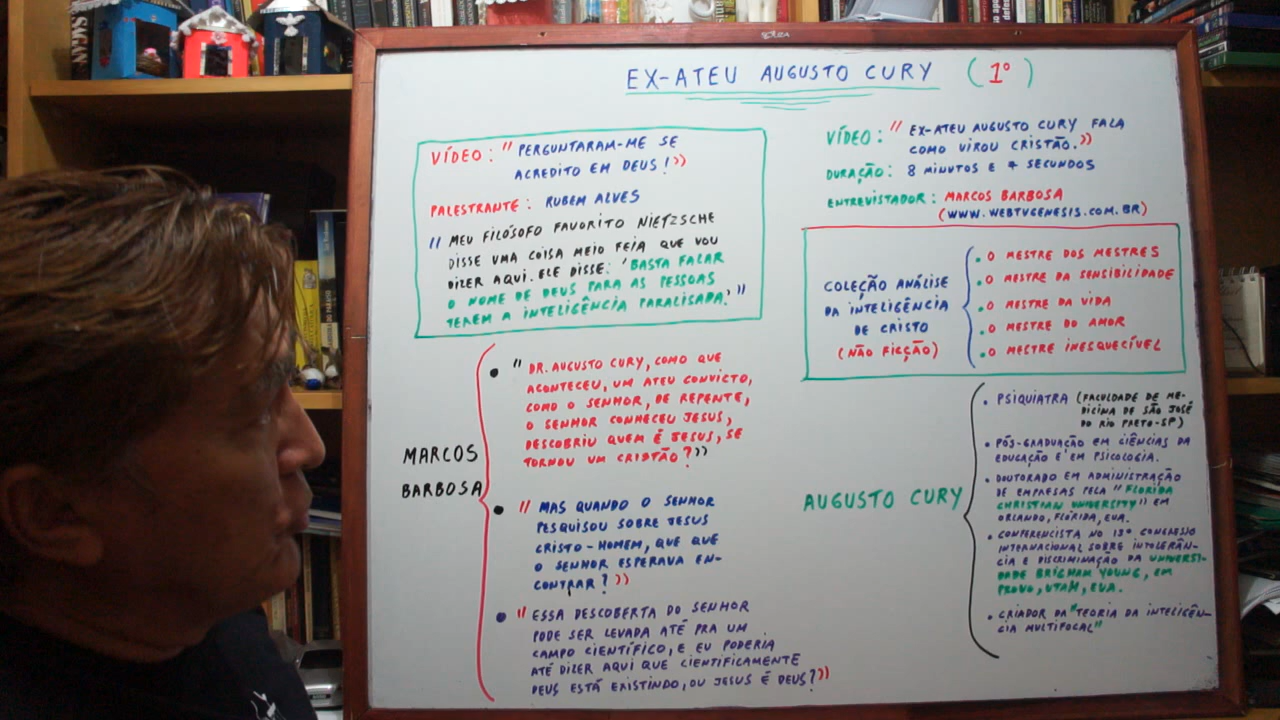 SAGAN
EX-ATEU AUGUSTO CURY (1º)
VÍDEO: "PERGUNTARAM-ME SE
ACREDITO EM DEUS!"
PALESTRANTE: RUBEM ALVES
"MEU FILÓSOFO FAVORITO NIETZSCHE
DISSE UMA COISA MEIO FEIA QUE VOU
DIZER AQUI. ELE DISSE: 'BASTA FALAR
O NOME DE DEUS PARA AS PESSOAS
TEREM A INTELIGÊNCIA PARALISADA.'"
MARCOS
BARBOSA
• "DR. AUGUSTO CURY, COMO QUE
ACONTECEU, UM ATEU CONVICTO,
COMO O SENHOR, DE REPENTE,
O SENHOR CONHECEU JESUS,
DESCOBRIU QUEM É JESUS, SE
TORNOU UM CRISTÃO?"
• "MAS QUANDO O SENHOR
PESQUISOU SOBRE JESUS
CRISTO-HOMEM, QUE QUE
O SENHOR ESPERAVA EN-
CONTRAR?"
• "ESSA DESCOBERTA DO SENHOR
PODE SER LEVADA ATÉ PRA UM
CAMPO CIENTÍFICO, E EU PODERIA
ATÉ DIZER AQUI QUE CIENTIFICAMENTE
DEUS ESTÁ EXISTINDO, OU JESUS É DEUS?"
VÍDEO: "EX-ATEU AUGUSTO CURY FALA
COMO VIROU CRISTÃO."
DURAÇÃO: 8 MINUTOS E 7 SEGUNDOS
ENTREVISTADOR: MARCOS BARBOSA
(WWW.WEBTVGENESIS.COM.BR)
COLEÇÃO ANÁLISE
DA INTELIGÊNCIA
DE CRISTO
(NÃO FICÇÃO)
• O MESTRE DOS MESTRES
• O MESTRE DA SENSIBILIDADE
• O MESTRE DA VIDA
• O MESTRE DO AMOR
• O MESTRE INESQUECÍVEL
AUGUSTO CURY
• PSIQUIATRA (FACULDADE DE ME-
DICINA DE SÃO JOSÉ
DO RIO PRETO-SP)
• PÓS-GRADUAÇÃO EM CIÊNCIAS DA
EDUCAÇÃO E EM PSICOLOGIA.
• DOUTORADO EM ADMINISTRAÇÃO
DE EMPRESAS PELA "FLORIDA
CHRISTIAN UNIVERSITY" EM
ORLANDO, FLÓRIDA, EUA.
• CONFERENCISTA NO 13º CONGRESSO
INTERNACIONAL SOBRE INTOLERÂN-
CIA E DISCRIMINAÇÃO DA UNIVERSI-
DADE BRIGHAM YOUNG, EM
PROVO, UTAH, EUA.
• CRIADOR DA "TEORIA DA INTELIGÊN-
CIA MULTIFOCAL"